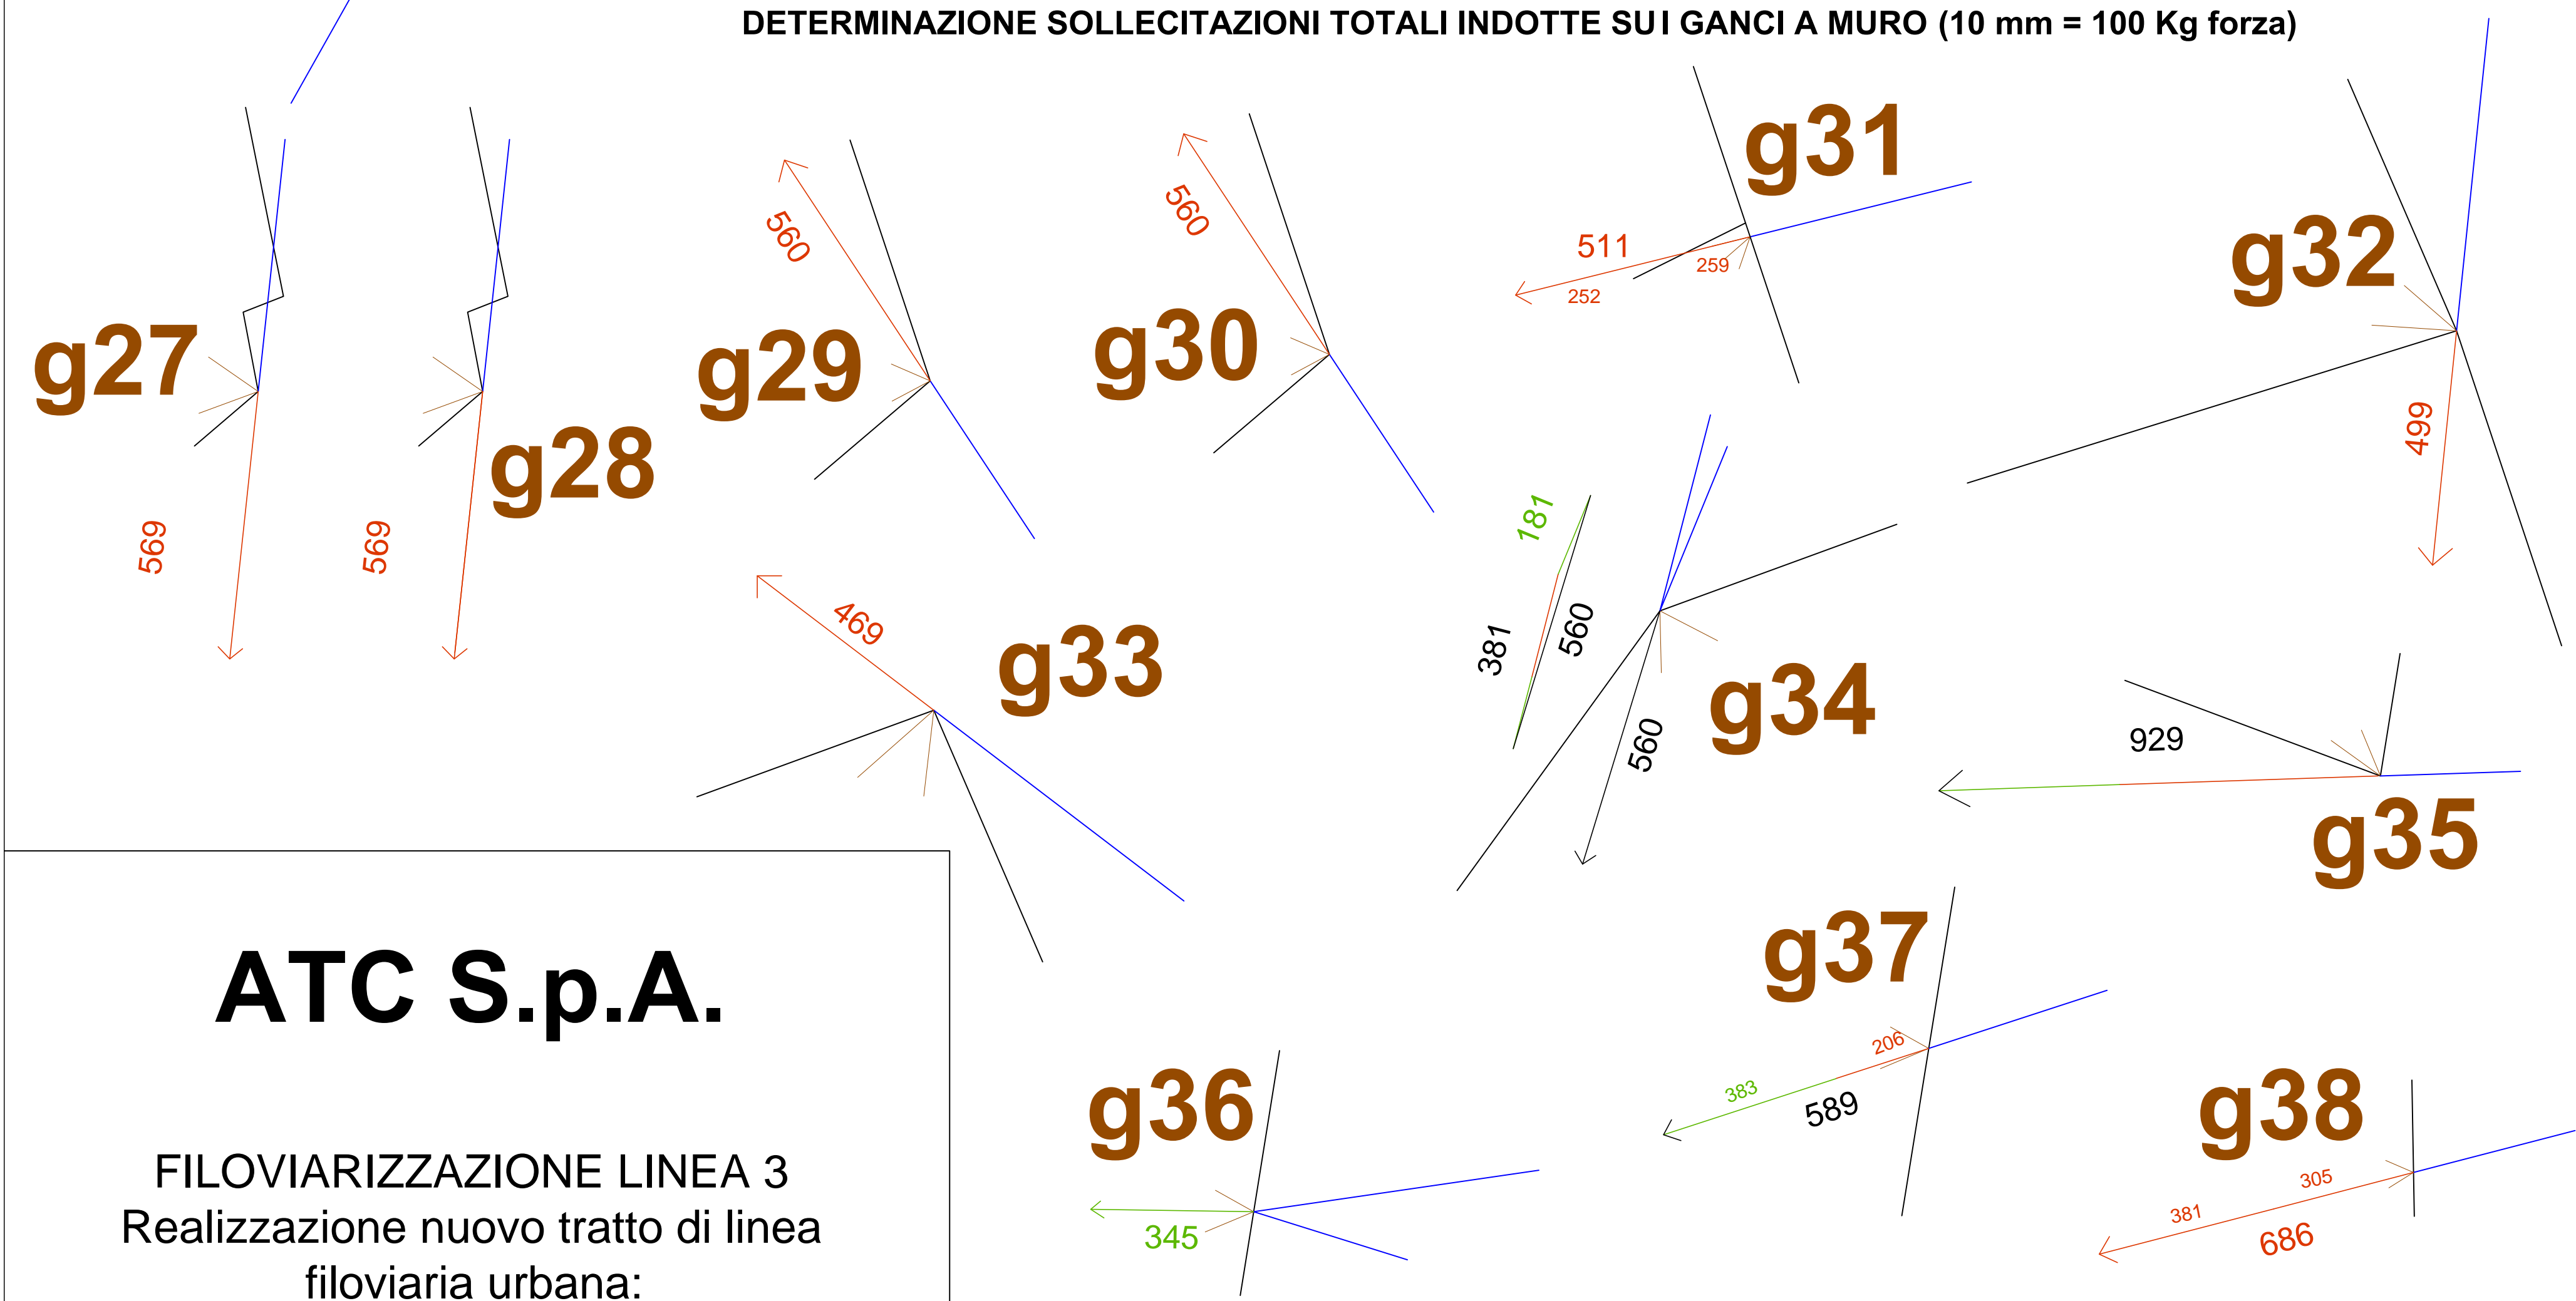 DETERMINAZIONE SOLLECITAZIONI TOTALI INDOTTE SUI GANCI A MURO (10 mm = 100 Kg forza)
g27
569
g28
569
g29
560
g30
560
g31
511
259
252
g32
499
g33
469
g34
181
381
560
560
g35
929
g36
345
g37
206
383
589
g38
305
381
686
ATC S.p.A.
FILOVIARIZZAZIONE LINEA 3
Realizzazione nuovo tratto di linea
filoviaria urbana: